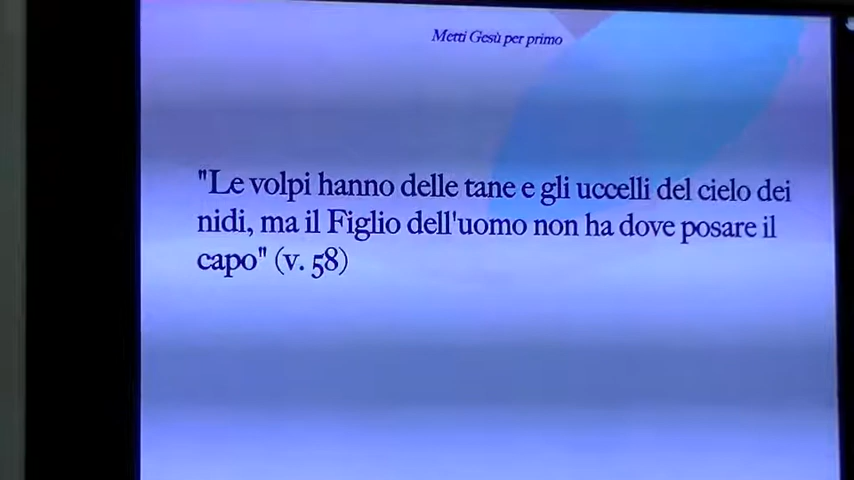 Metti Gesù per primo
"Le volpi hanno delle tane e gli uccelli del cielo dei
nidi, ma il Figlio dell'uomo non ha dove posare il
capo" (v. 58)